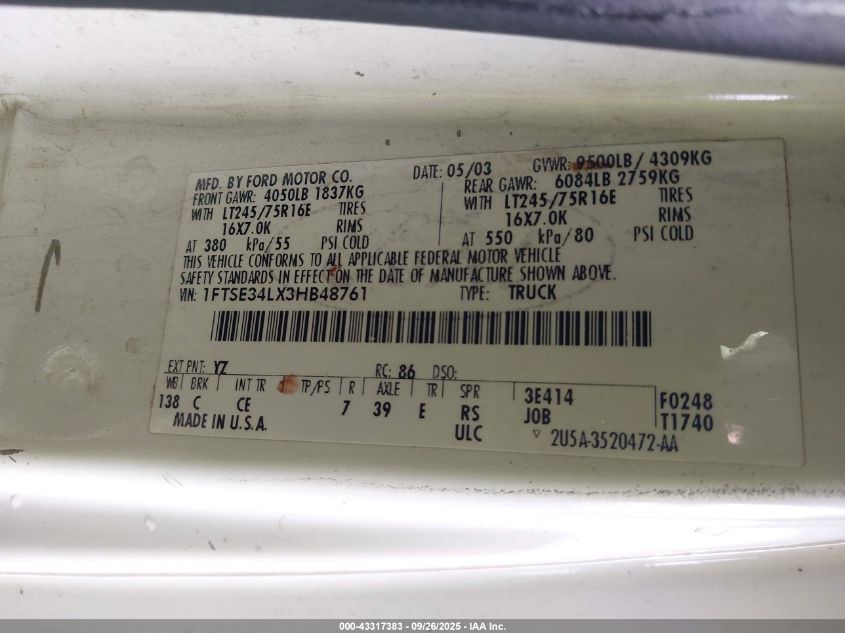 MFD. BY FORD MOTOR CO. DATE: 05/03 GVWR: 9500LB/ 4309KG
FRONT GAWR: 4050LB 1837KG REAR GAWR: 6084LB 2759KG
WITH LT245/75R16E TIRES WITH LT245/75R16E TIRES
16X7.0K RIMS 16X7.0K RIMS
AT 380 kPa/55 PSI COLD AT 550 kPa/80 PSI COLD
THIS VEHICLE CONFORMS TO ALL APPLICABLE FEDERAL MOTOR VEHICLE
SAFETY STANDARDS IN EFFECT ON THE DATE OF MANUFACTURE SHOWN ABOVE.
VIN: 1FTSE34LX3HB48761 TYPE: TRUCK
EXT PNT: YZ RC: 86 DSO:
WB BRK INT TR TP/PS R AXLE TR SPR 3E414 F0248
138 C CE 7 39 E RS JOB T1740
MADE IN U.S.A. ULC ▽ 2U5A-3520472-AA
000-43317383 - 09/26/2025 - IAA Inc.